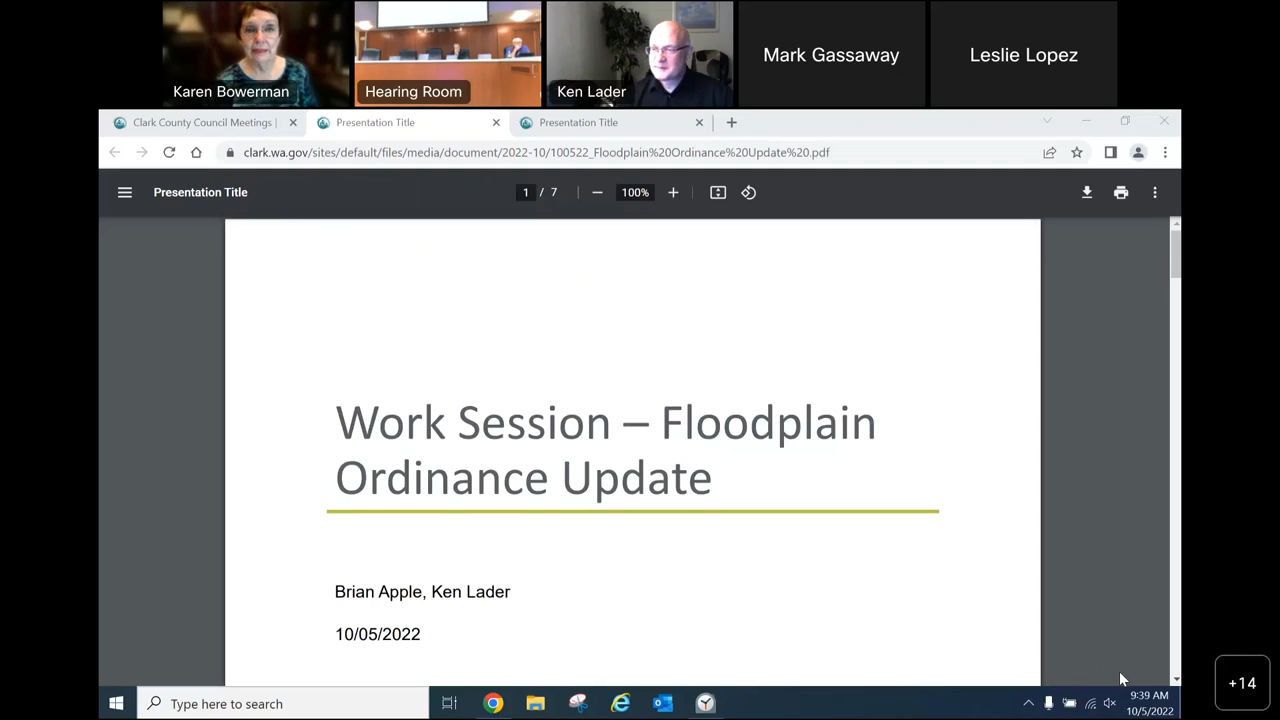 Karen Bowerman
Hearing Room
Ken Lader
Mark Gassaway
Leslie Lopez
Clark County Council Meetings |
Presentation Title
Presentation Title
clark.wa.gov/sites/default/files/media/document/2022-10/100522_Floodplain%20Ordinance%20Update%20.pdf
Presentation Title
1 / 7
100%
Work Session – Floodplain
Ordinance Update
Brian Apple, Ken Lader
10/05/2022
+14
Type here to search
9:39 AM
10/5/2022